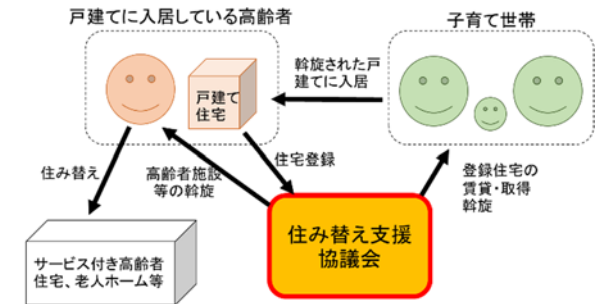 戸建てに入居している高齢者
子育て世帯
斡旋された戸
建てに入居
戸建て
住宅
住み替え
高齢者施設
等の斡旋
住宅登録
登録住宅の
賃貸・取得
斡旋
住み替え支援
協議会
サービス付き高齢者
住宅、老人ホーム等